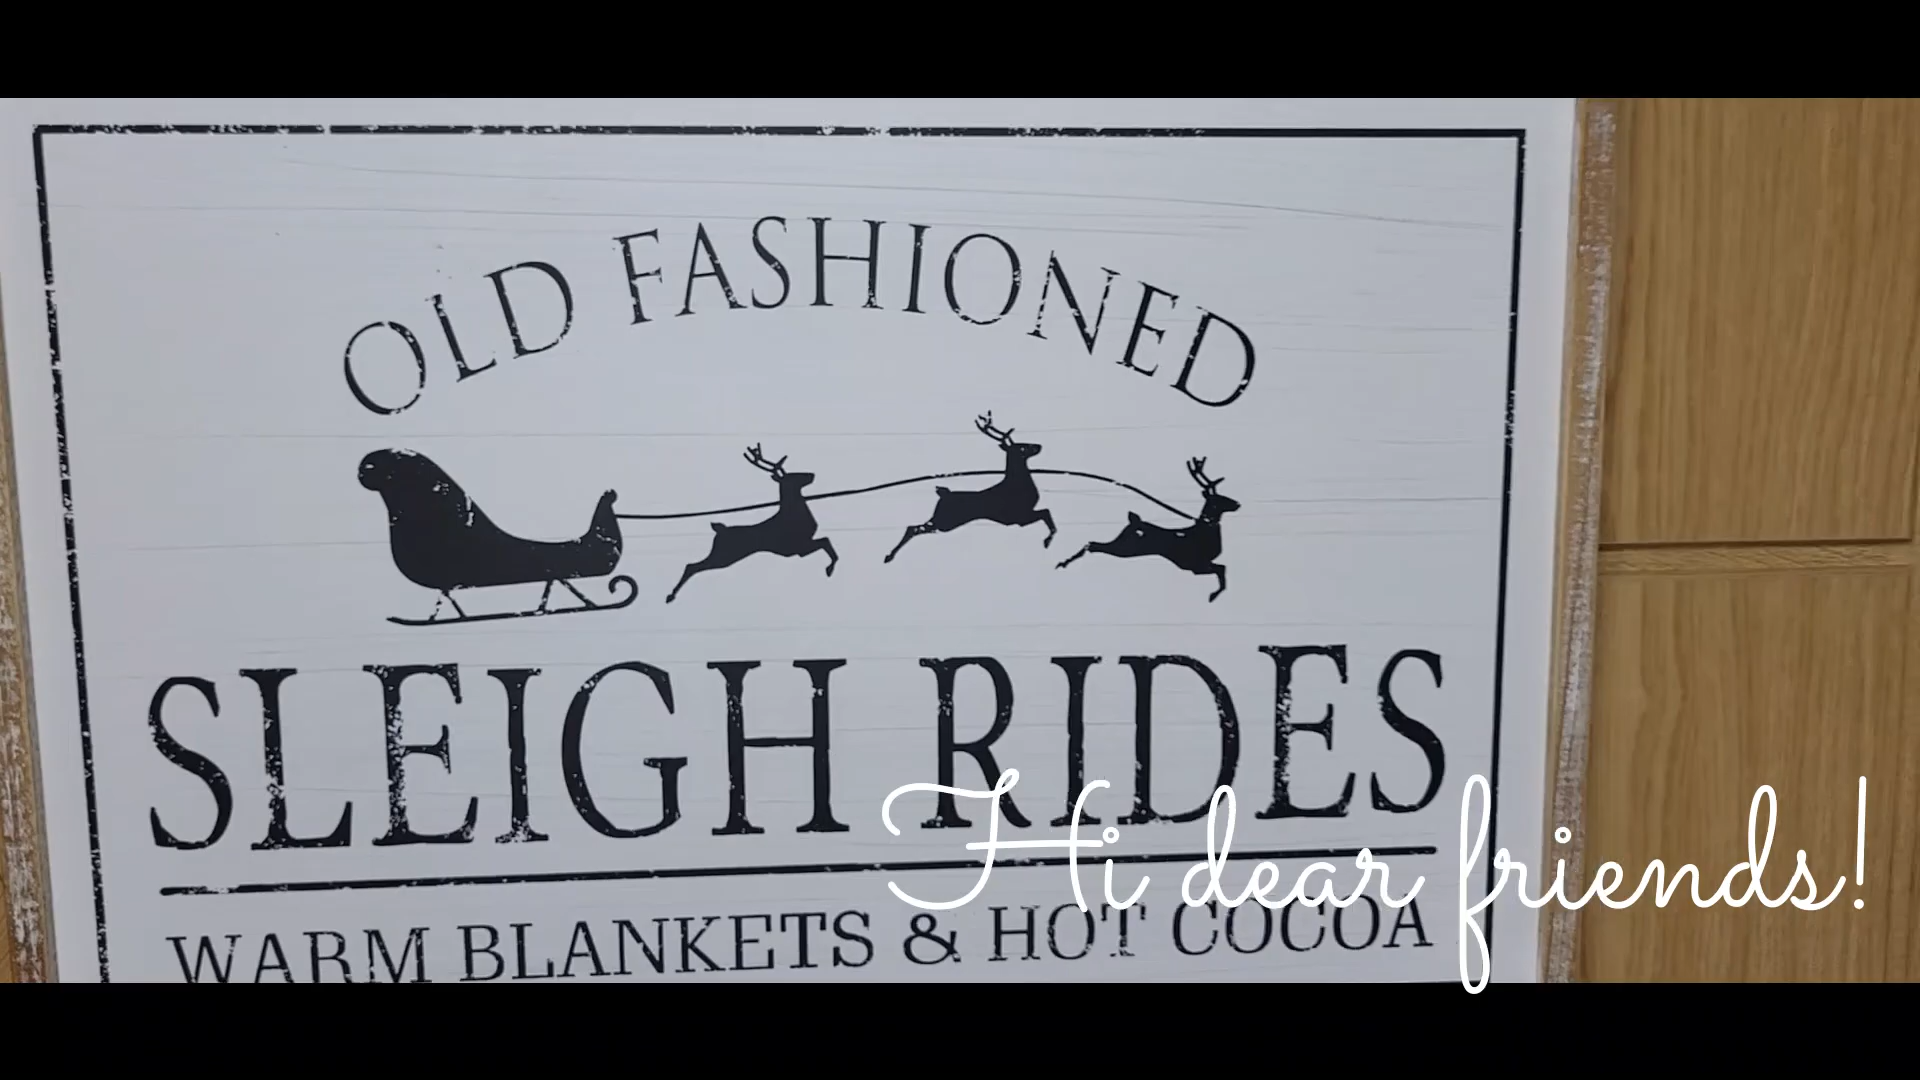 OLD FASHIONED
SLEIGH RIDES
Hi dear friends!
WARM BLANKETS & HOT COCOA